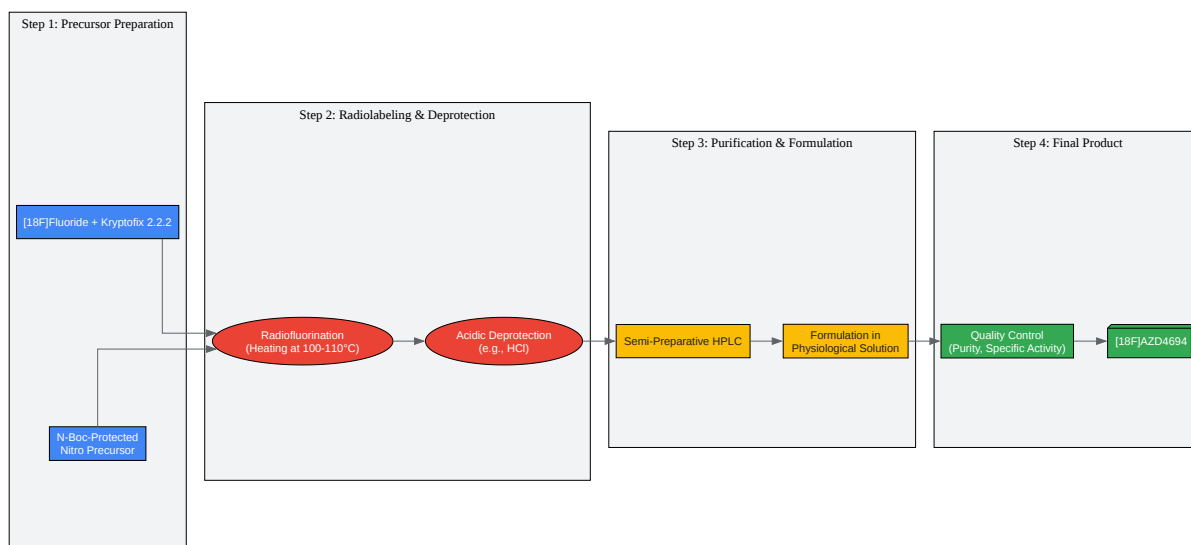 Step 1: Precursor Preparation
[18F]Fluoride + Kryptofix 2.2.2
N-Boc-Protected
Nitro Precursor
Step 2: Radiolabeling & Deprotection
Radiofluorination
(Heating at 100-110°C)
Acidic Deprotection
(e.g., HCl)
Step 3: Purification & Formulation
Semi-Preparative HPLC
Formulation in
Physiological Solution
Step 4: Final Product
Quality Control
(Purity, Specific Activity)
[18F]AZD4694